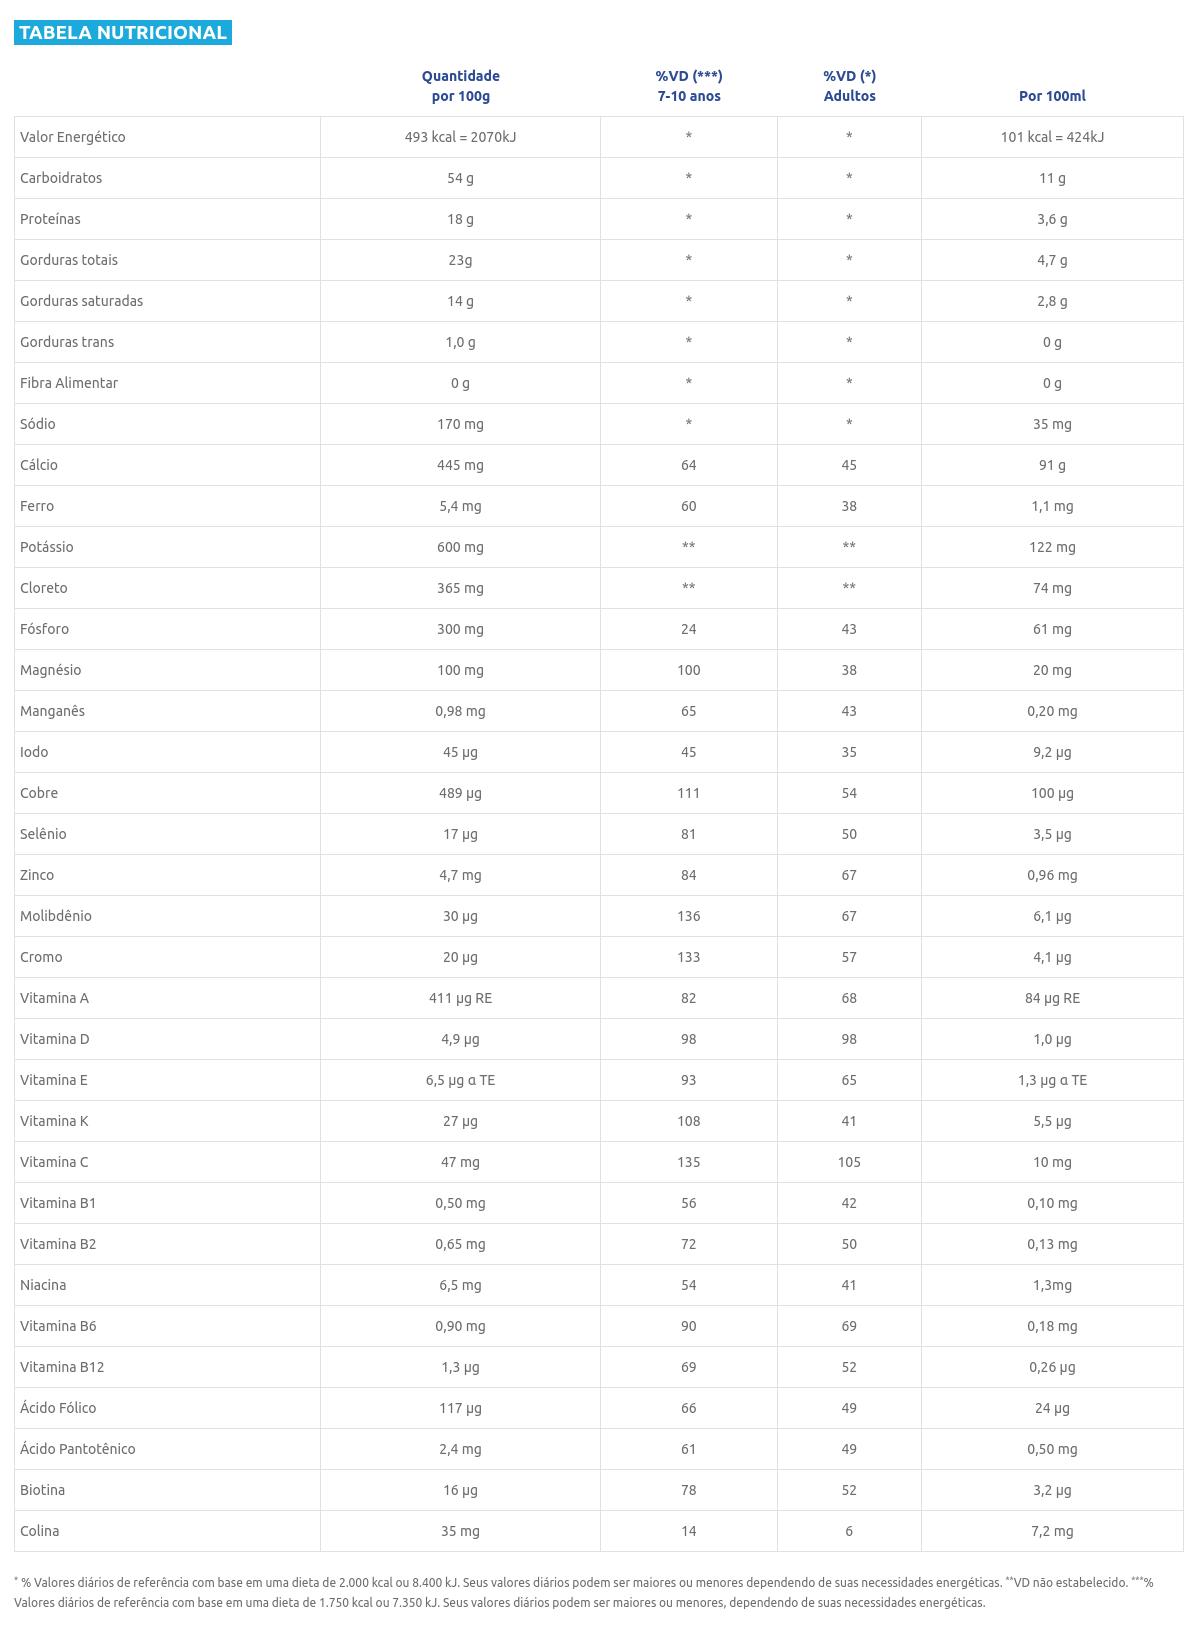 TABELA NUTRICIONAL
Quantidade por 100g %VD (***) 7-10 anos %VD (*) Adultos Por 100ml
Valor Energético 493 kcal = 2070kJ * * 101 kcal = 424kJ
Carboidratos 54 g * * 11 g
Proteínas 18 g * * 3,6 g
Gorduras totais 23g * * 4,7 g
Gorduras saturadas 14 g * * 2,8 g
Gorduras trans 1,0 g * * 0 g
Fibra Alimentar 0 g * * 0 g
Sódio 170 mg * * 35 mg
Cálcio 445 mg 64 45 91 g
Ferro 5,4 mg 60 38 1,1 mg
Potássio 600 mg ** ** 122 mg
Cloreto 365 mg ** ** 74 mg
Fósforo 300 mg 24 43 61 mg
Magnésio 100 mg 100 38 20 mg
Manganês 0,98 mg 65 43 0,20 mg
Iodo 45 µg 45 35 9,2 µg
Cobre 489 µg 111 54 100 µg
Selênio 17 µg 81 50 3,5 µg
Zinco 4,7 mg 84 67 0,96 mg
Molibdênio 30 µg 136 67 6,1 µg
Cromo 20 µg 133 57 4,1 µg
Vitamina A 411 µg RE 82 68 84 µg RE
Vitamina D 4,9 µg 98 98 1,0 µg
Vitamina E 6,5 µg α TE 93 65 1,3 µg α TE
Vitamina K 27 µg 108 41 5,5 µg
Vitamina C 47 mg 135 105 10 mg
Vitamina B1 0,50 mg 56 42 0,10 mg
Vitamina B2 0,65 mg 72 50 0,13 mg
Niacina 6,5 mg 54 41 1,3mg
Vitamina B6 0,90 mg 90 69 0,18 mg
Vitamina B12 1,3 µg 69 52 0,26 µg
Ácido Fólico 117 µg 66 49 24 µg
Ácido Pantotênico 2,4 mg 61 49 0,50 mg
Biotina 16 µg 78 52 3,2 µg
Colina 35 mg 14 6 7,2 mg
* % Valores diários de referência com base em uma dieta de 2.000 kcal ou 8.400 kJ. Seus valores diários podem ser maiores ou menores dependendo de suas necessidades energéticas. **VD não estabelecido. ***%
Valores diários de referência com base em uma dieta de 1.750 kcal ou 7.350 kJ. Seus valores diários podem ser maiores ou menores, dependendo de suas necessidades energéticas.